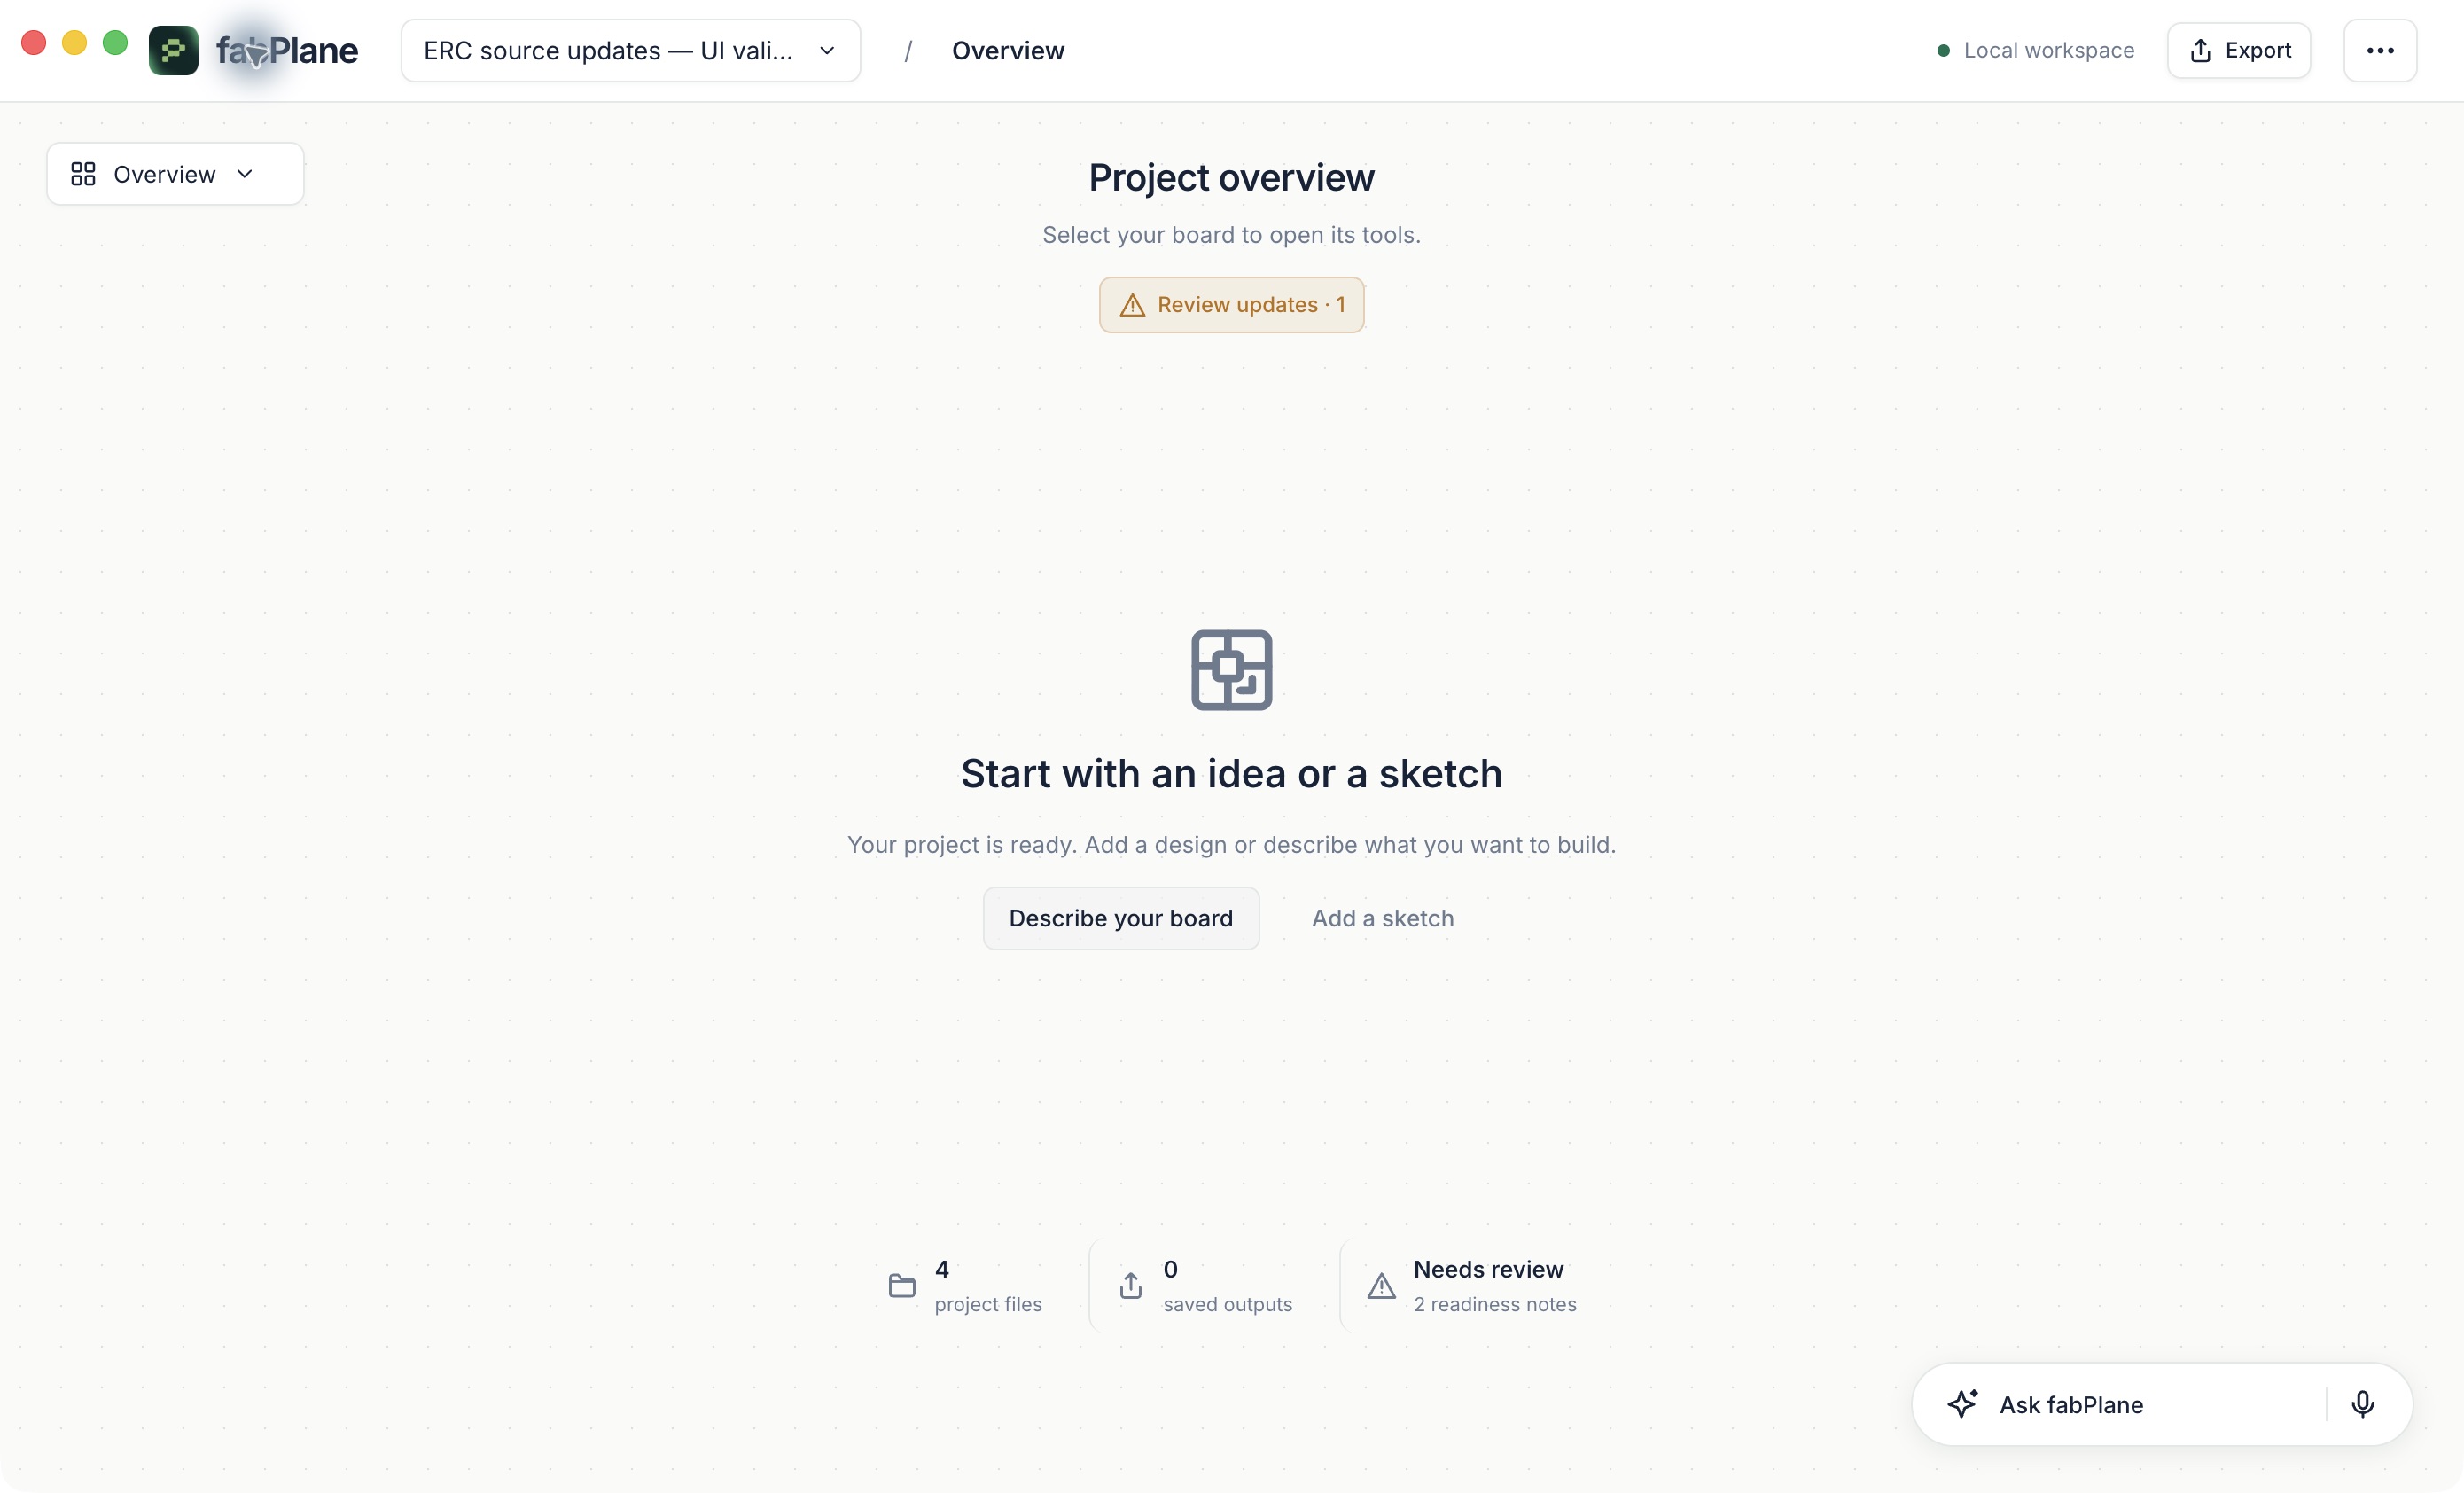 fabPlane
ERC source updates — UI vali...
/
Overview
Local workspace
Export
Overview
Project overview
Select your board to open its tools.
Review updates · 1
Start with an idea or a sketch
Your project is ready. Add a design or describe what you want to build.
Describe your board
Add a sketch
4
project files
0
saved outputs
Needs review
2 readiness notes
Ask fabPlane